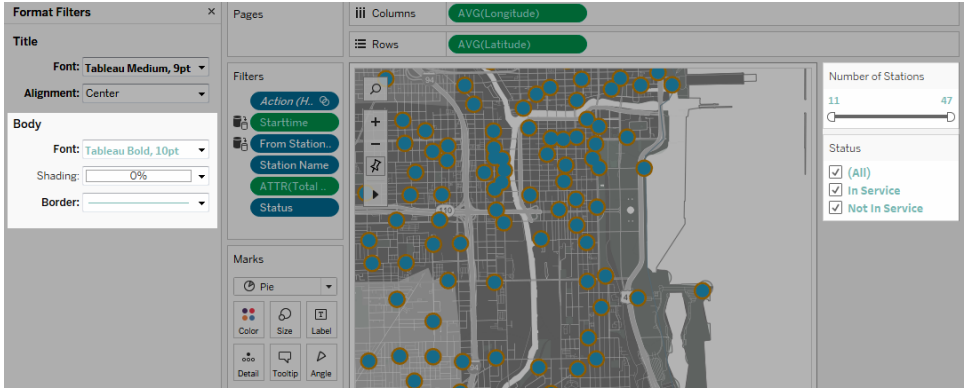 Format Filters ×
Title
Font: Tableau Medium, 9pt
Alignment: Center
Body
Font: Tableau Bold, 10pt
Shading: 0%
Border:
Pages
Filters
Action (H..
Starttime
From Station..
Station Name
ATTR(Total ..
Status
Marks
Pie
Color Size Label
Detail Tooltip Angle
Columns AVG(Longitude)
Rows AVG(Latitude)
94
Number of Stations
11 47
Status
(All)
In Service
Not In Service